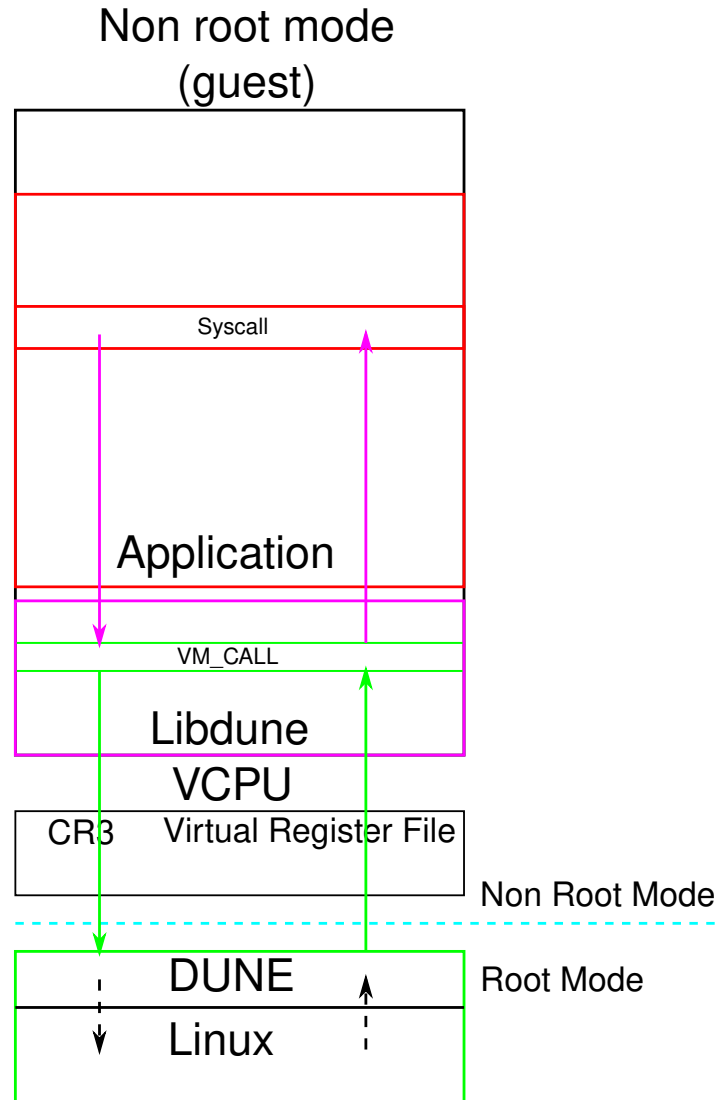 Non root mode
(guest)
Syscall
Application
VM_CALL
Libdune
VCPU
CR3 Virtual Register File
Non Root Mode
DUNE
Root Mode
Linux